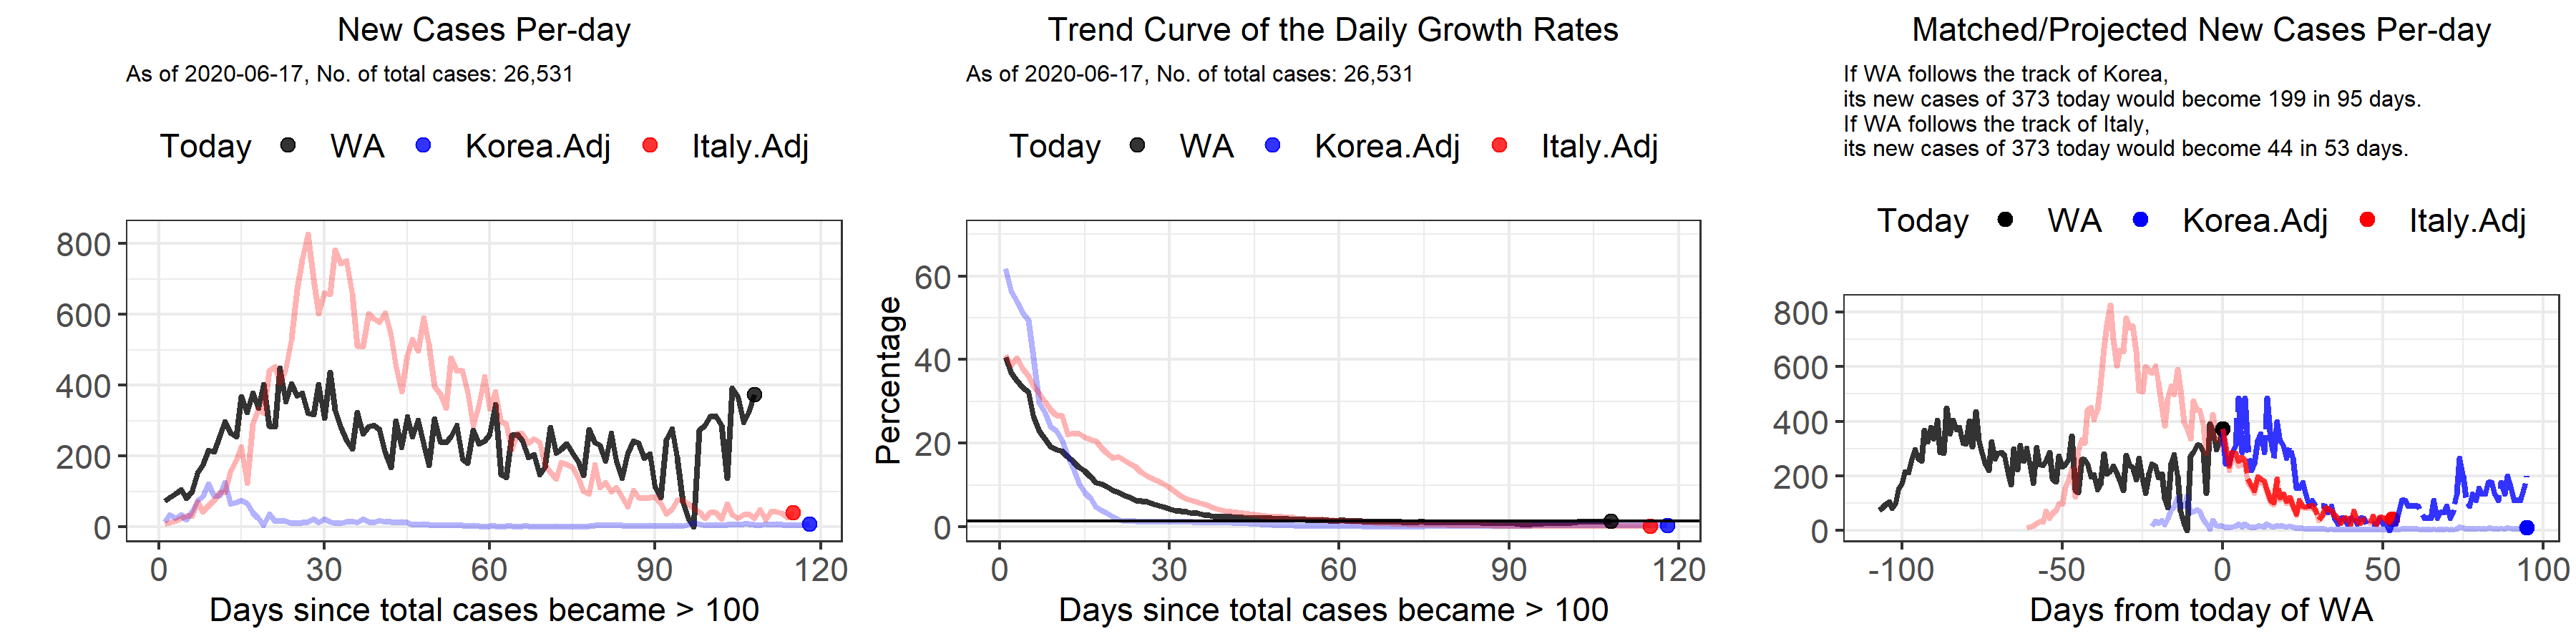 New Cases Per-day
As of 2020-06-17, No. of total cases: 26,531
Today WA Korea.Adj Italy.Adj
800
600
400
200
0
0 30 60 90 120
Days since total cases became > 100
Trend Curve of the Daily Growth Rates
As of 2020-06-17, No. of total cases: 26,531
Today WA Korea.Adj Italy.Adj
Percentage
60
40
20
0
0 30 60 90 120
Days since total cases became > 100
Matched/Projected New Cases Per-day
If WA follows the track of Korea,
its new cases of 373 today would become 199 in 95 days.
If WA follows the track of Italy,
its new cases of 373 today would become 44 in 53 days.
Today WA Korea.Adj Italy.Adj
800
600
400
200
0
-100 -50 0 50 100
Days from today of WA